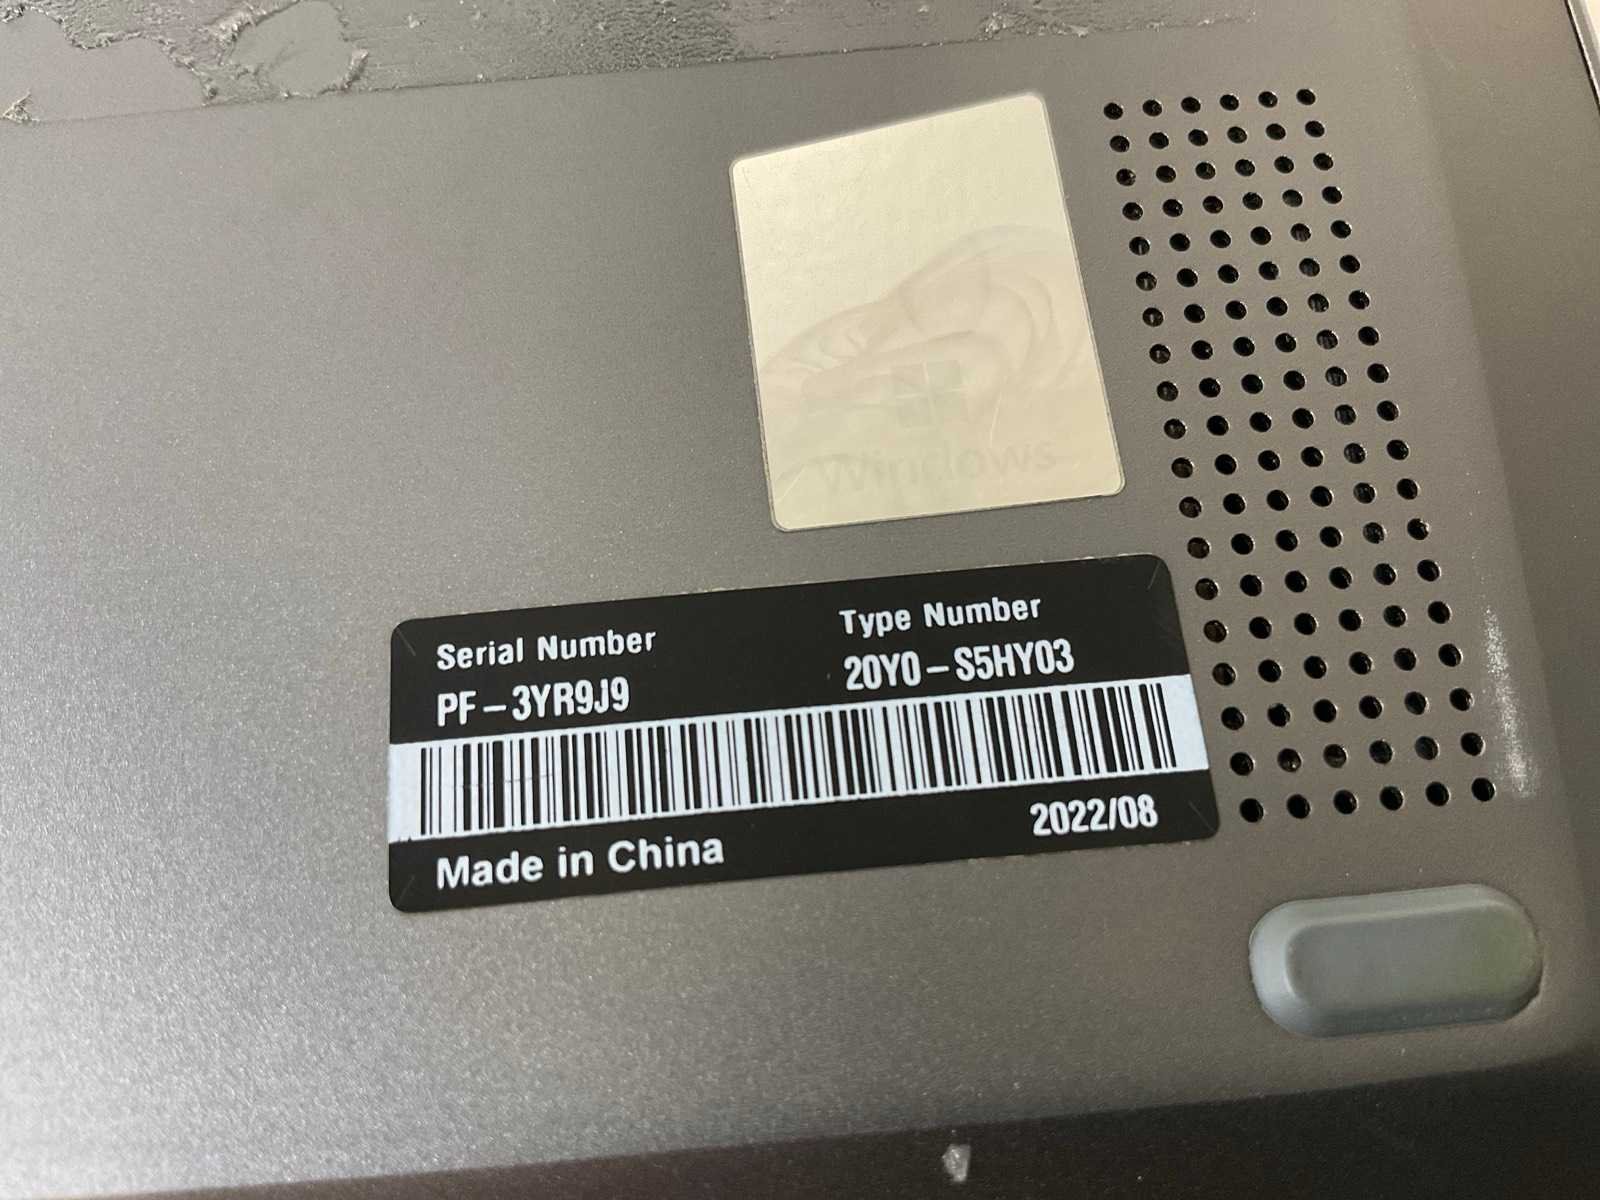 Windows
Serial Number
Type Number
PF-3YR9J9
20Y0-S5HY03
Made in China
2022/08